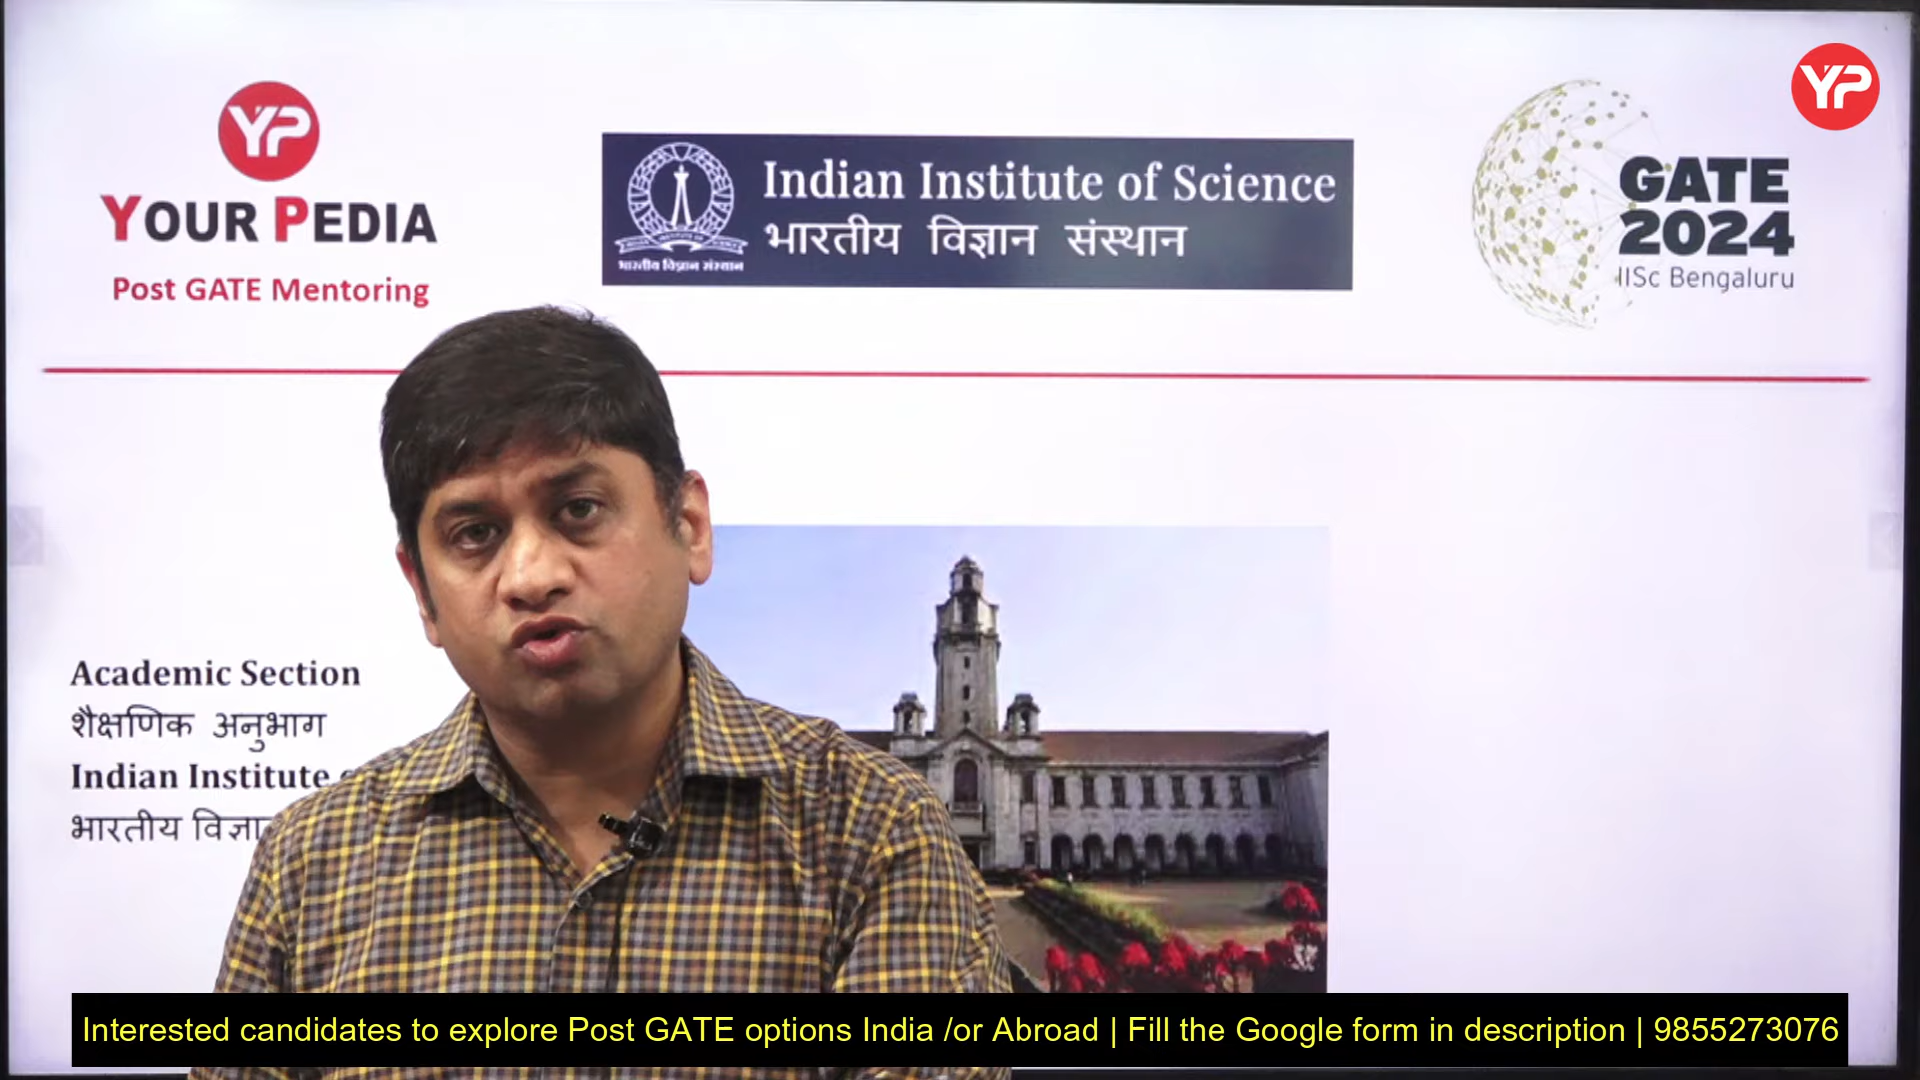 YP
YP
YOUR PEDIA
Post GATE Mentoring
Indian Institute of Science
भारतीय विज्ञान संस्थान
भारतीय विज्ञान संस्थान
GATE
2024
IISc Bengaluru
Academic Section
शैक्षणिक अनुभाग
Indian Institute
भारतीय
Interested candidates to explore Post GATE options India /or Abroad | Fill the Google form in description | 9855273076